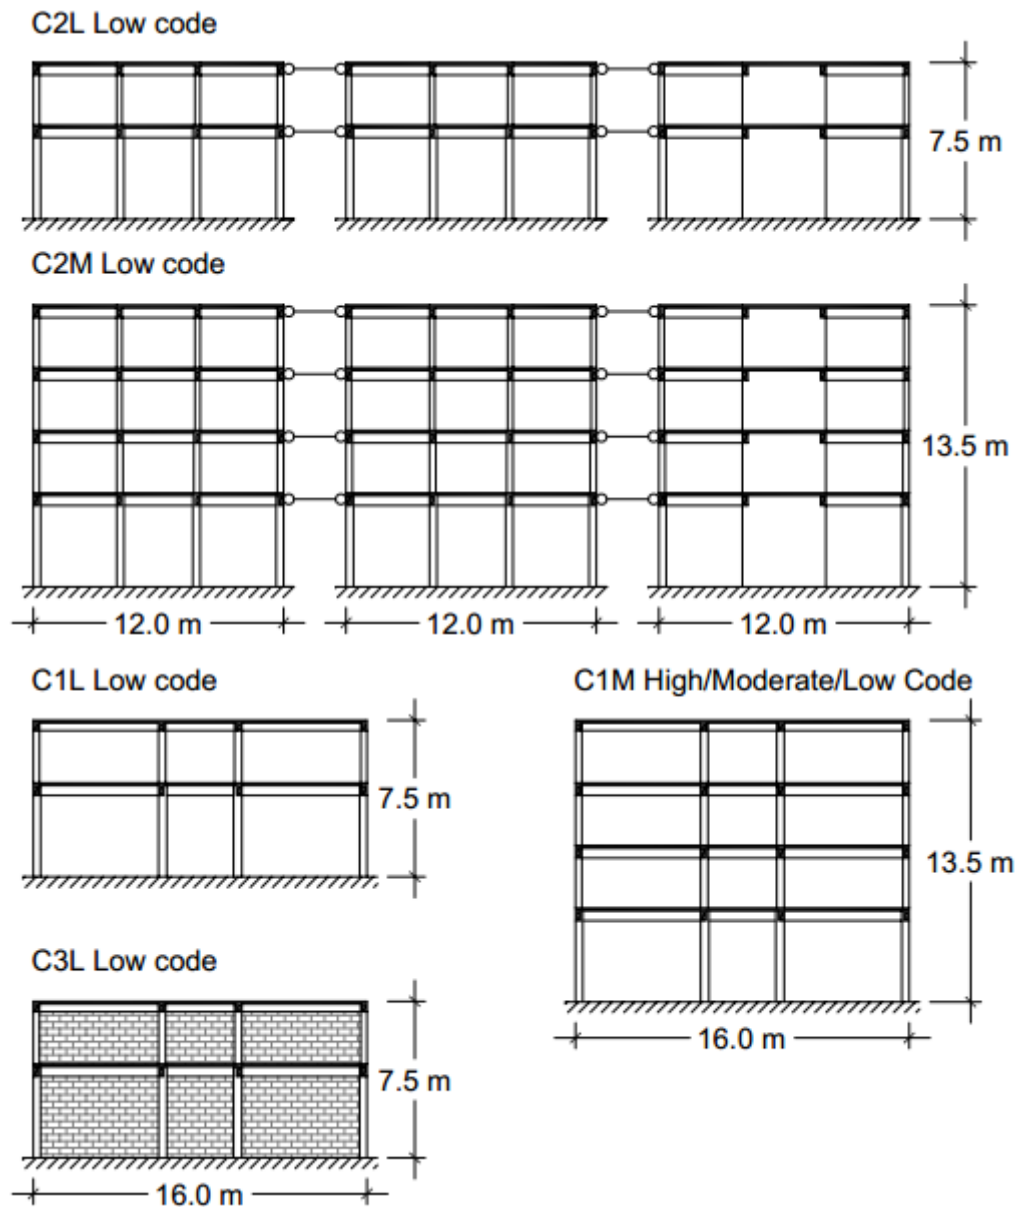 C2L Low code
7.5 m
C2M Low code
13.5 m
12.0 m 12.0 m 12.0 m
C1L Low code
C1M High/Moderate/Low Code
7.5 m
13.5 m
C3L Low code
16.0 m
7.5 m
16.0 m